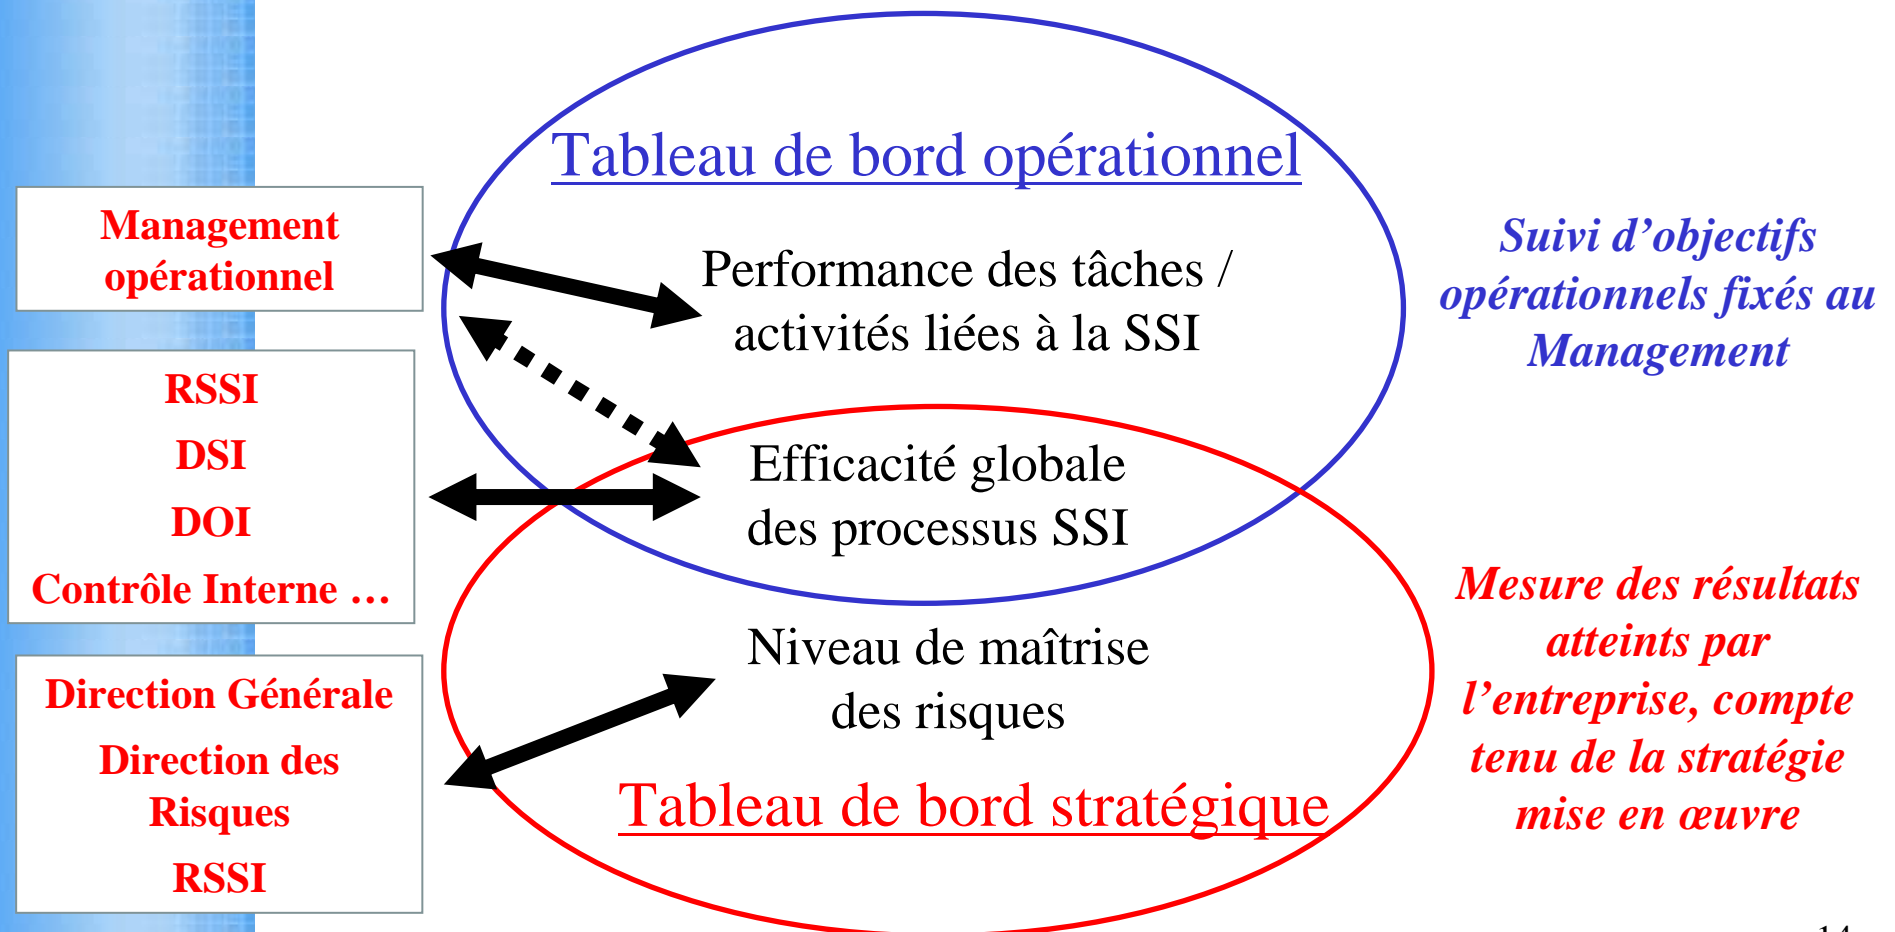 Tableau de bord opérationnel
Management
opérationnel
Performance des tâches /
activités liées à la SSI
Suivi d’objectifs
opérationnels fixés au
Management
RSSI
DSI
DOI
Contrôle Interne …
Efficacité globale
des processus SSI
Direction Générale
Direction des
Risques
RSSI
Niveau de maîtrise
des risques
Tableau de bord stratégique
Mesure des résultats
atteints par
l’entreprise, compte
tenu de la stratégie
mise en œuvre
14